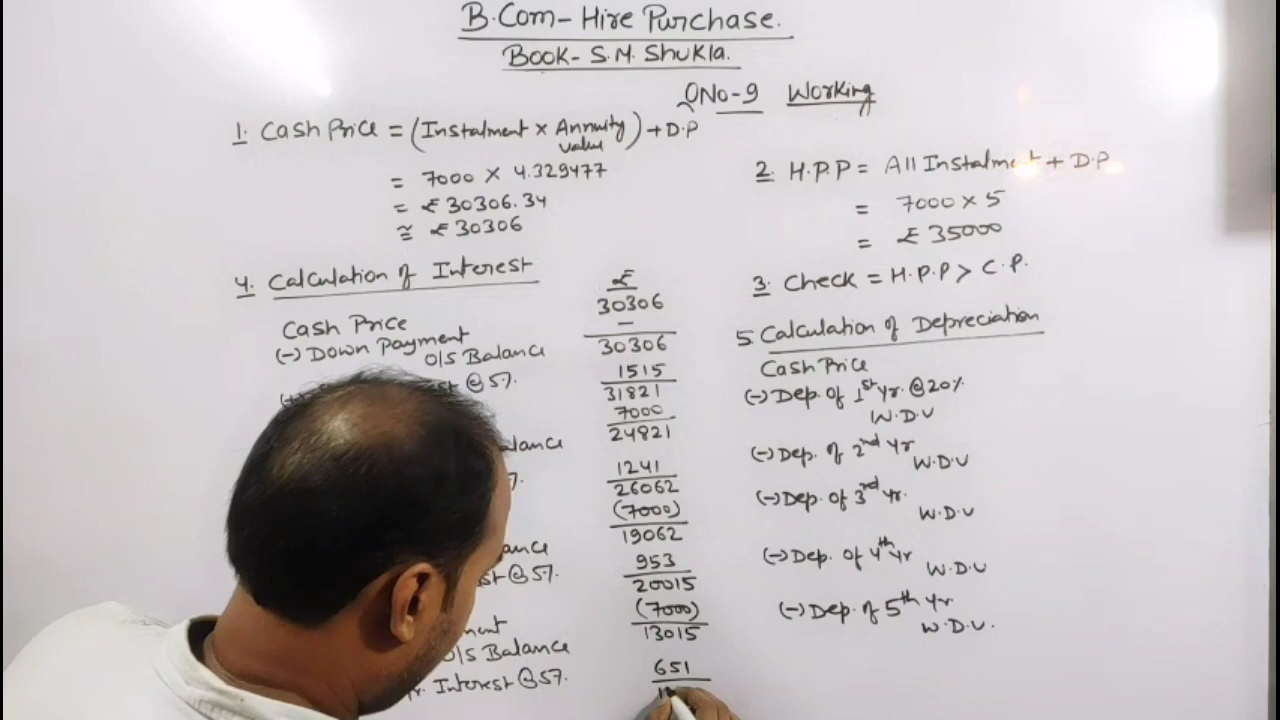 B.Com- Hire Purchase.
Book- S.M. Shukla.
QNo-9 Working
1. Cash Price = (Instalment x Annuity value) + D.P
= 7000 x 4.329477
= ₹ 30306.34
≅ ₹ 30306
2. H.P.P = All Instalment + D.P
= 7000 x 5
= ₹ 35000
3. Check = H.P.P > C.P.
4. Calculation of Interest
₹
Cash Price 30306
(-) Down Payment –
O/S Balance 30306
@ 5%. 1515
31821
7000
24821
1241
26062
(7000)
19062
953
@ 5%. 20015
(7000)
13015
O/S Balance
651
Interest @ 5%.
5. Calculation of Depreciation
Cash Price
(-) Dep. of 1st Yr. @ 20%
W.D.V
(-) Dep. of 2nd Yr
W.D.V
(-) Dep. of 3rd Yr.
W.D.V
(-) Dep. of 4th Yr
W.D.V
(-) Dep. of 5th Yr
W.D.V.